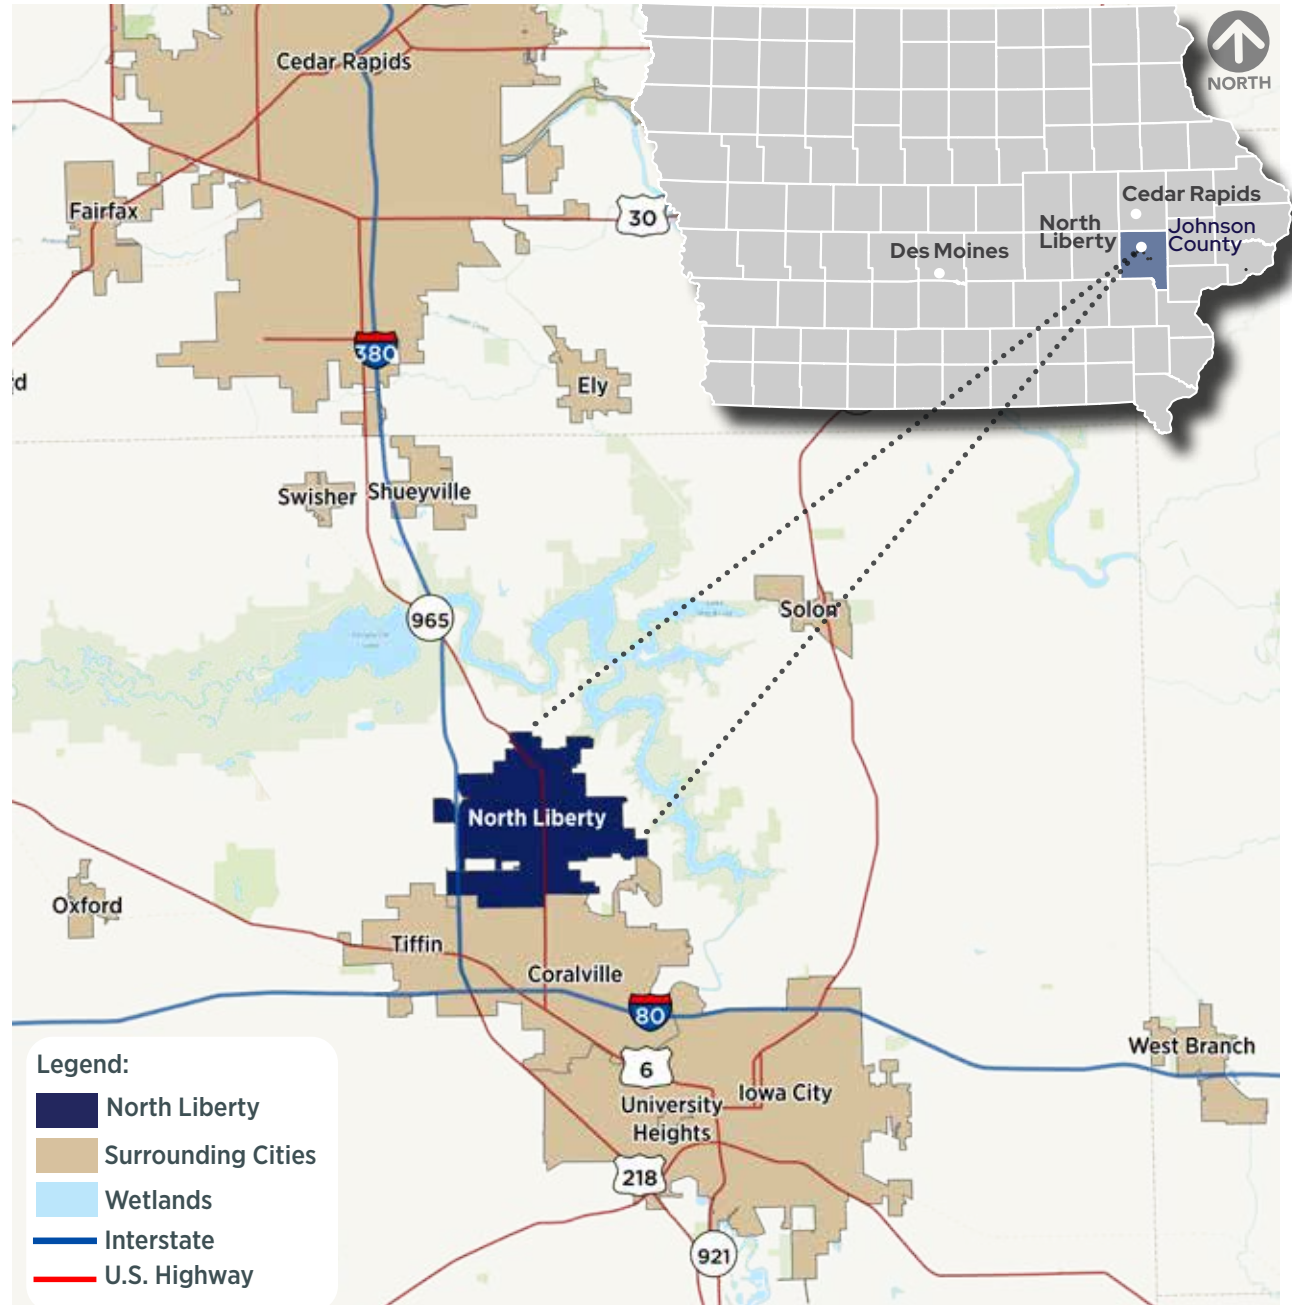 Cedar Rapids
NORTH
Fairfax
30
Cedar Rapids
North
Liberty
Johnson
County
Des Moines
380
Ely
rd
Swisher
Shueyville
965
Solon
North Liberty
Oxford
Tiffin
Coralville
80
West Branch
6
Iowa City
University
Heights
218
921
Legend:
North Liberty
Surrounding Cities
Wetlands
Interstate
U.S. Highway